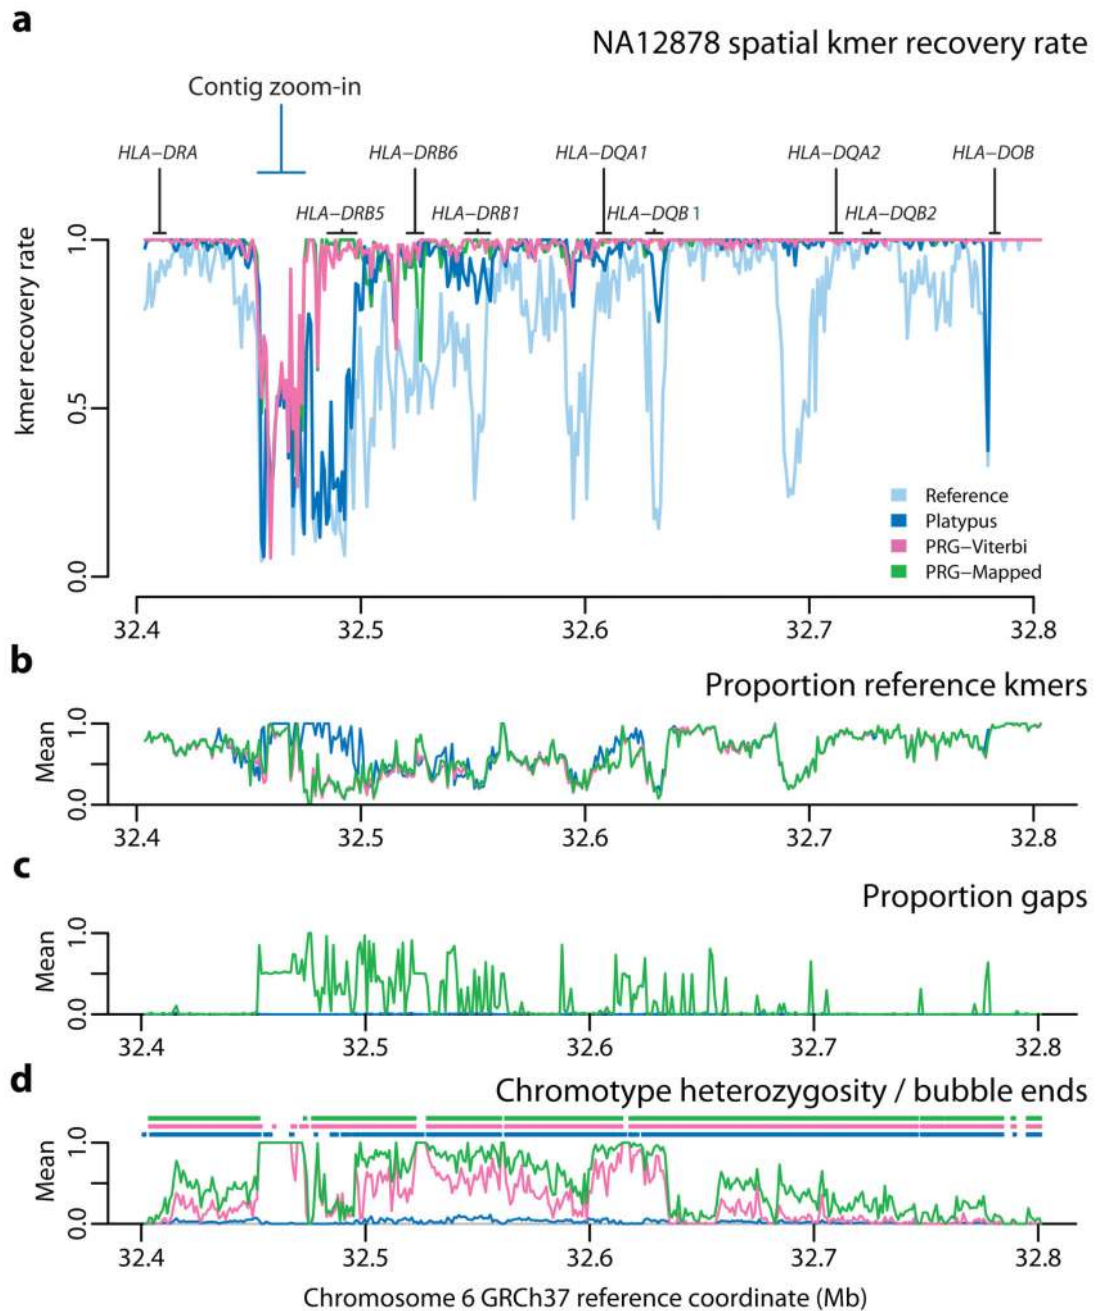 a
NA12878 spatial kmer recovery rate
Contig zoom-in
HLA−DRA
HLA−DRB6
HLA−DQA1
HLA−DQA2
HLA−DOB
HLA−DRB5
HLA−DRB1
HLA−DQB 1
HLA−DQB2
kmer recovery rate
1.0
0.5
0.0
Reference
Platypus
PRG−Viterbi
PRG−Mapped
32.4 32.5 32.6 32.7 32.8
b
Proportion reference kmers
Mean
1.0
0.0
32.4 32.5 32.6 32.7 32.8
c
Proportion gaps
Mean
1.0
0.0
32.4 32.5 32.6 32.7 32.8
d
Chromotype heterozygosity / bubble ends
Mean
1.0
0.0
32.4 32.5 32.6 32.7 32.8
Chromosome 6 GRCh37 reference coordinate (Mb)